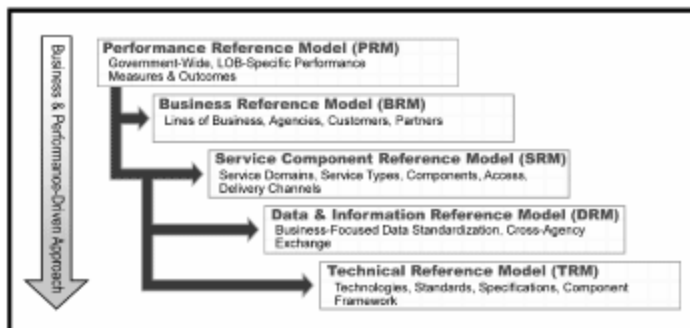 Business & Performance-Driven Approach
Performance Reference Model (PRM)
Government-Wide, LOB-Specific Performance
Measures & Outcomes
Business Reference Model (BRM)
Lines of Business, Agencies, Customers, Partners
Service Component Reference Model (SRM)
Service Domains, Service Types, Components, Access,
Delivery Channels
Data & Information Reference Model (DRM)
Business-Focused Data Standardization, Cross-Agency
Exchange
Technical Reference Model (TRM)
Technologies, Standards, Specifications, Component
Framework